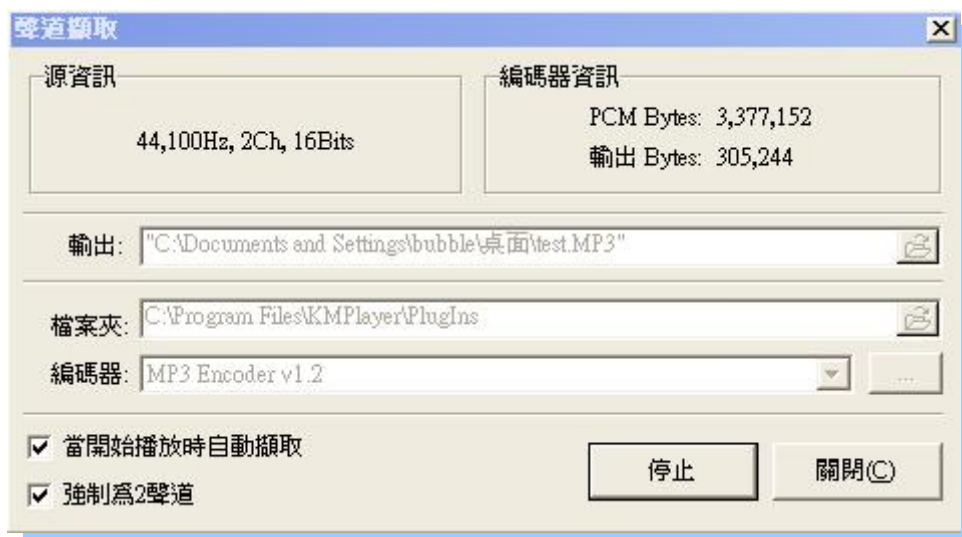 聲道擷取
源資訊
44,100Hz, 2Ch, 16Bits
編碼器資訊
PCM Bytes: 3,377,152
輸出 Bytes: 305,244
輸出: "C:\Documents and Settings\bubble\桌面\test.MP3"
檔案夾: C:\Program Files\KMPlayer\PlugIns
編碼器: MP3 Encoder v1.2 ...
當開始播放時自動擷取
強制爲2聲道
停止 關閉(C)